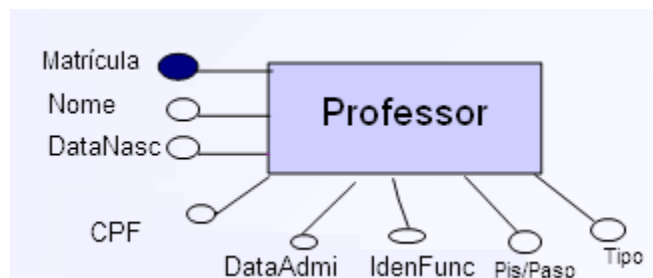 Matrícula
Nome
DataNasc
Professor
CPF
DataAdmi
IdenFunc
Pis/Pasp
Tipo